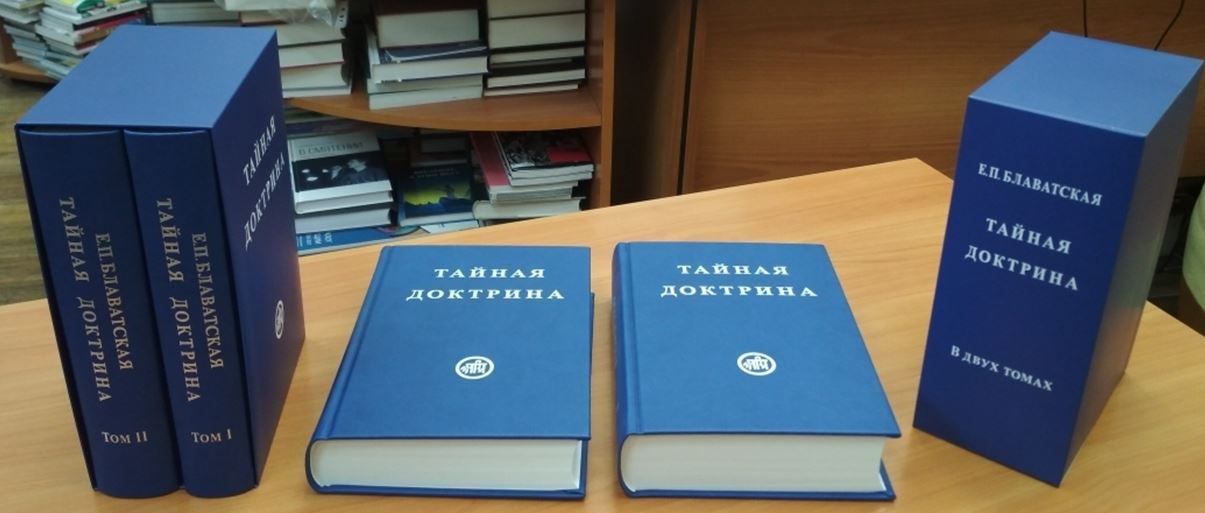 Е.П.БЛАВАТСКАЯ
ТАЙНАЯ ДОКТРИНА
Том II
Е.П.БЛАВАТСКАЯ
ТАЙНАЯ ДОКТРИНА
Том I
ТАЙНАЯ
ДОКТРИНА
В СМЯТЕНИИ
ТАЙНАЯ
ДОКТРИНА
ТАЙНАЯ
ДОКТРИНА
Е.П.БЛАВАТСКАЯ
ТАЙНАЯ
ДОКТРИНА
В ДВУХ ТОМАХ